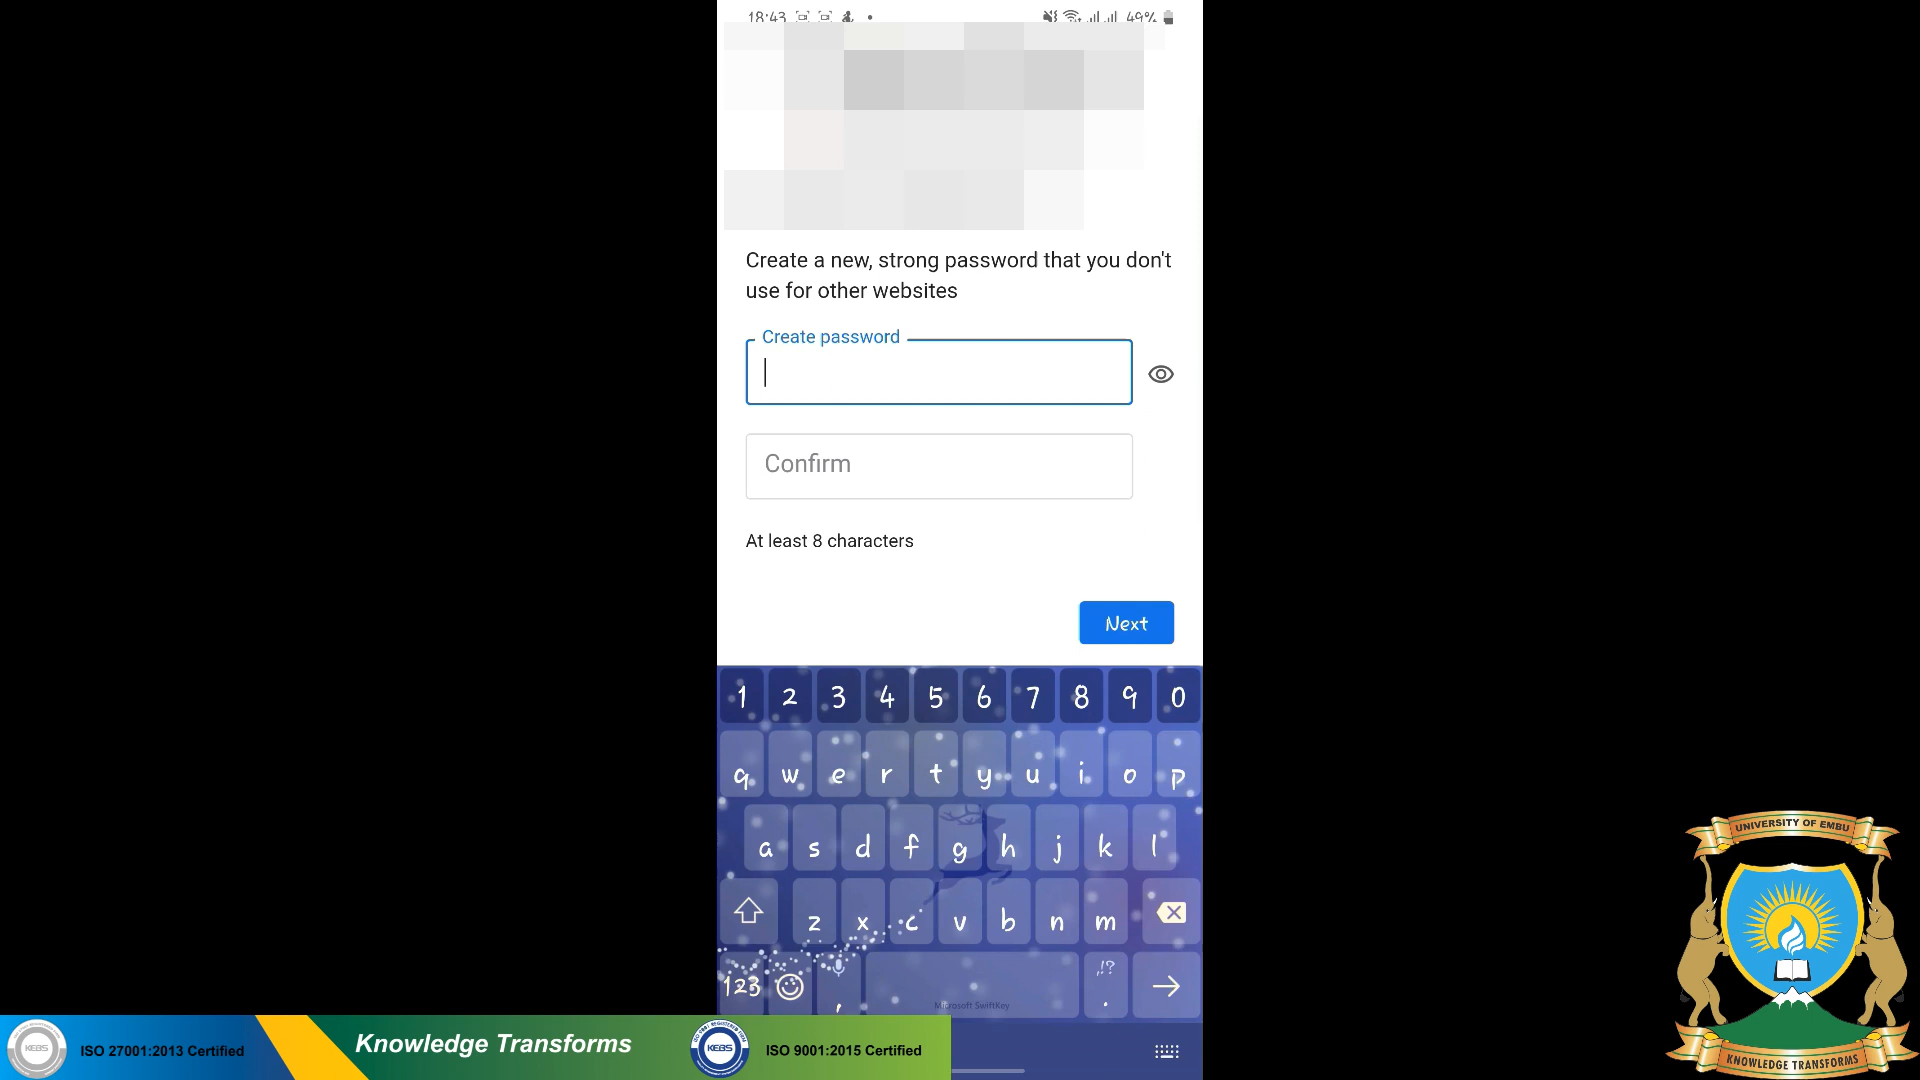 18:43
49%
Create a new, strong password that you don't
use for other websites
Create password
Confirm
At least 8 characters
Next
1 2 3 4 5 6 7 8 9 0
q w e r t y u i o p
a s d f g h j k l
z x c v b n m
123 , Microsoft SwiftKey ,!? .
KEBS
ISO 27001:2013 Certified
Knowledge Transforms
KEBS
ISO 9001:2015 Certified
UNIVERSITY OF EMBU
KNOWLEDGE TRANSFORMS